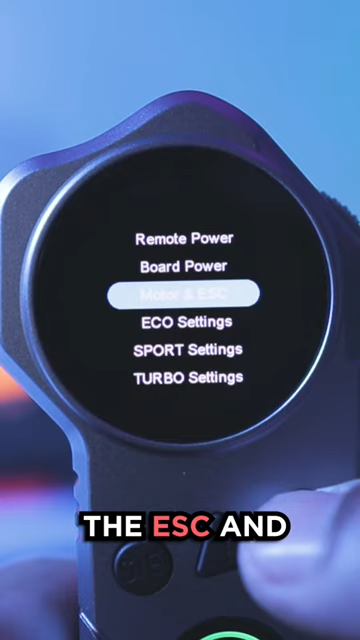 Remote Power
Board Power
Motor & ESC
ECO Settings
SPORT Settings
TURBO Settings
THE ESC AND